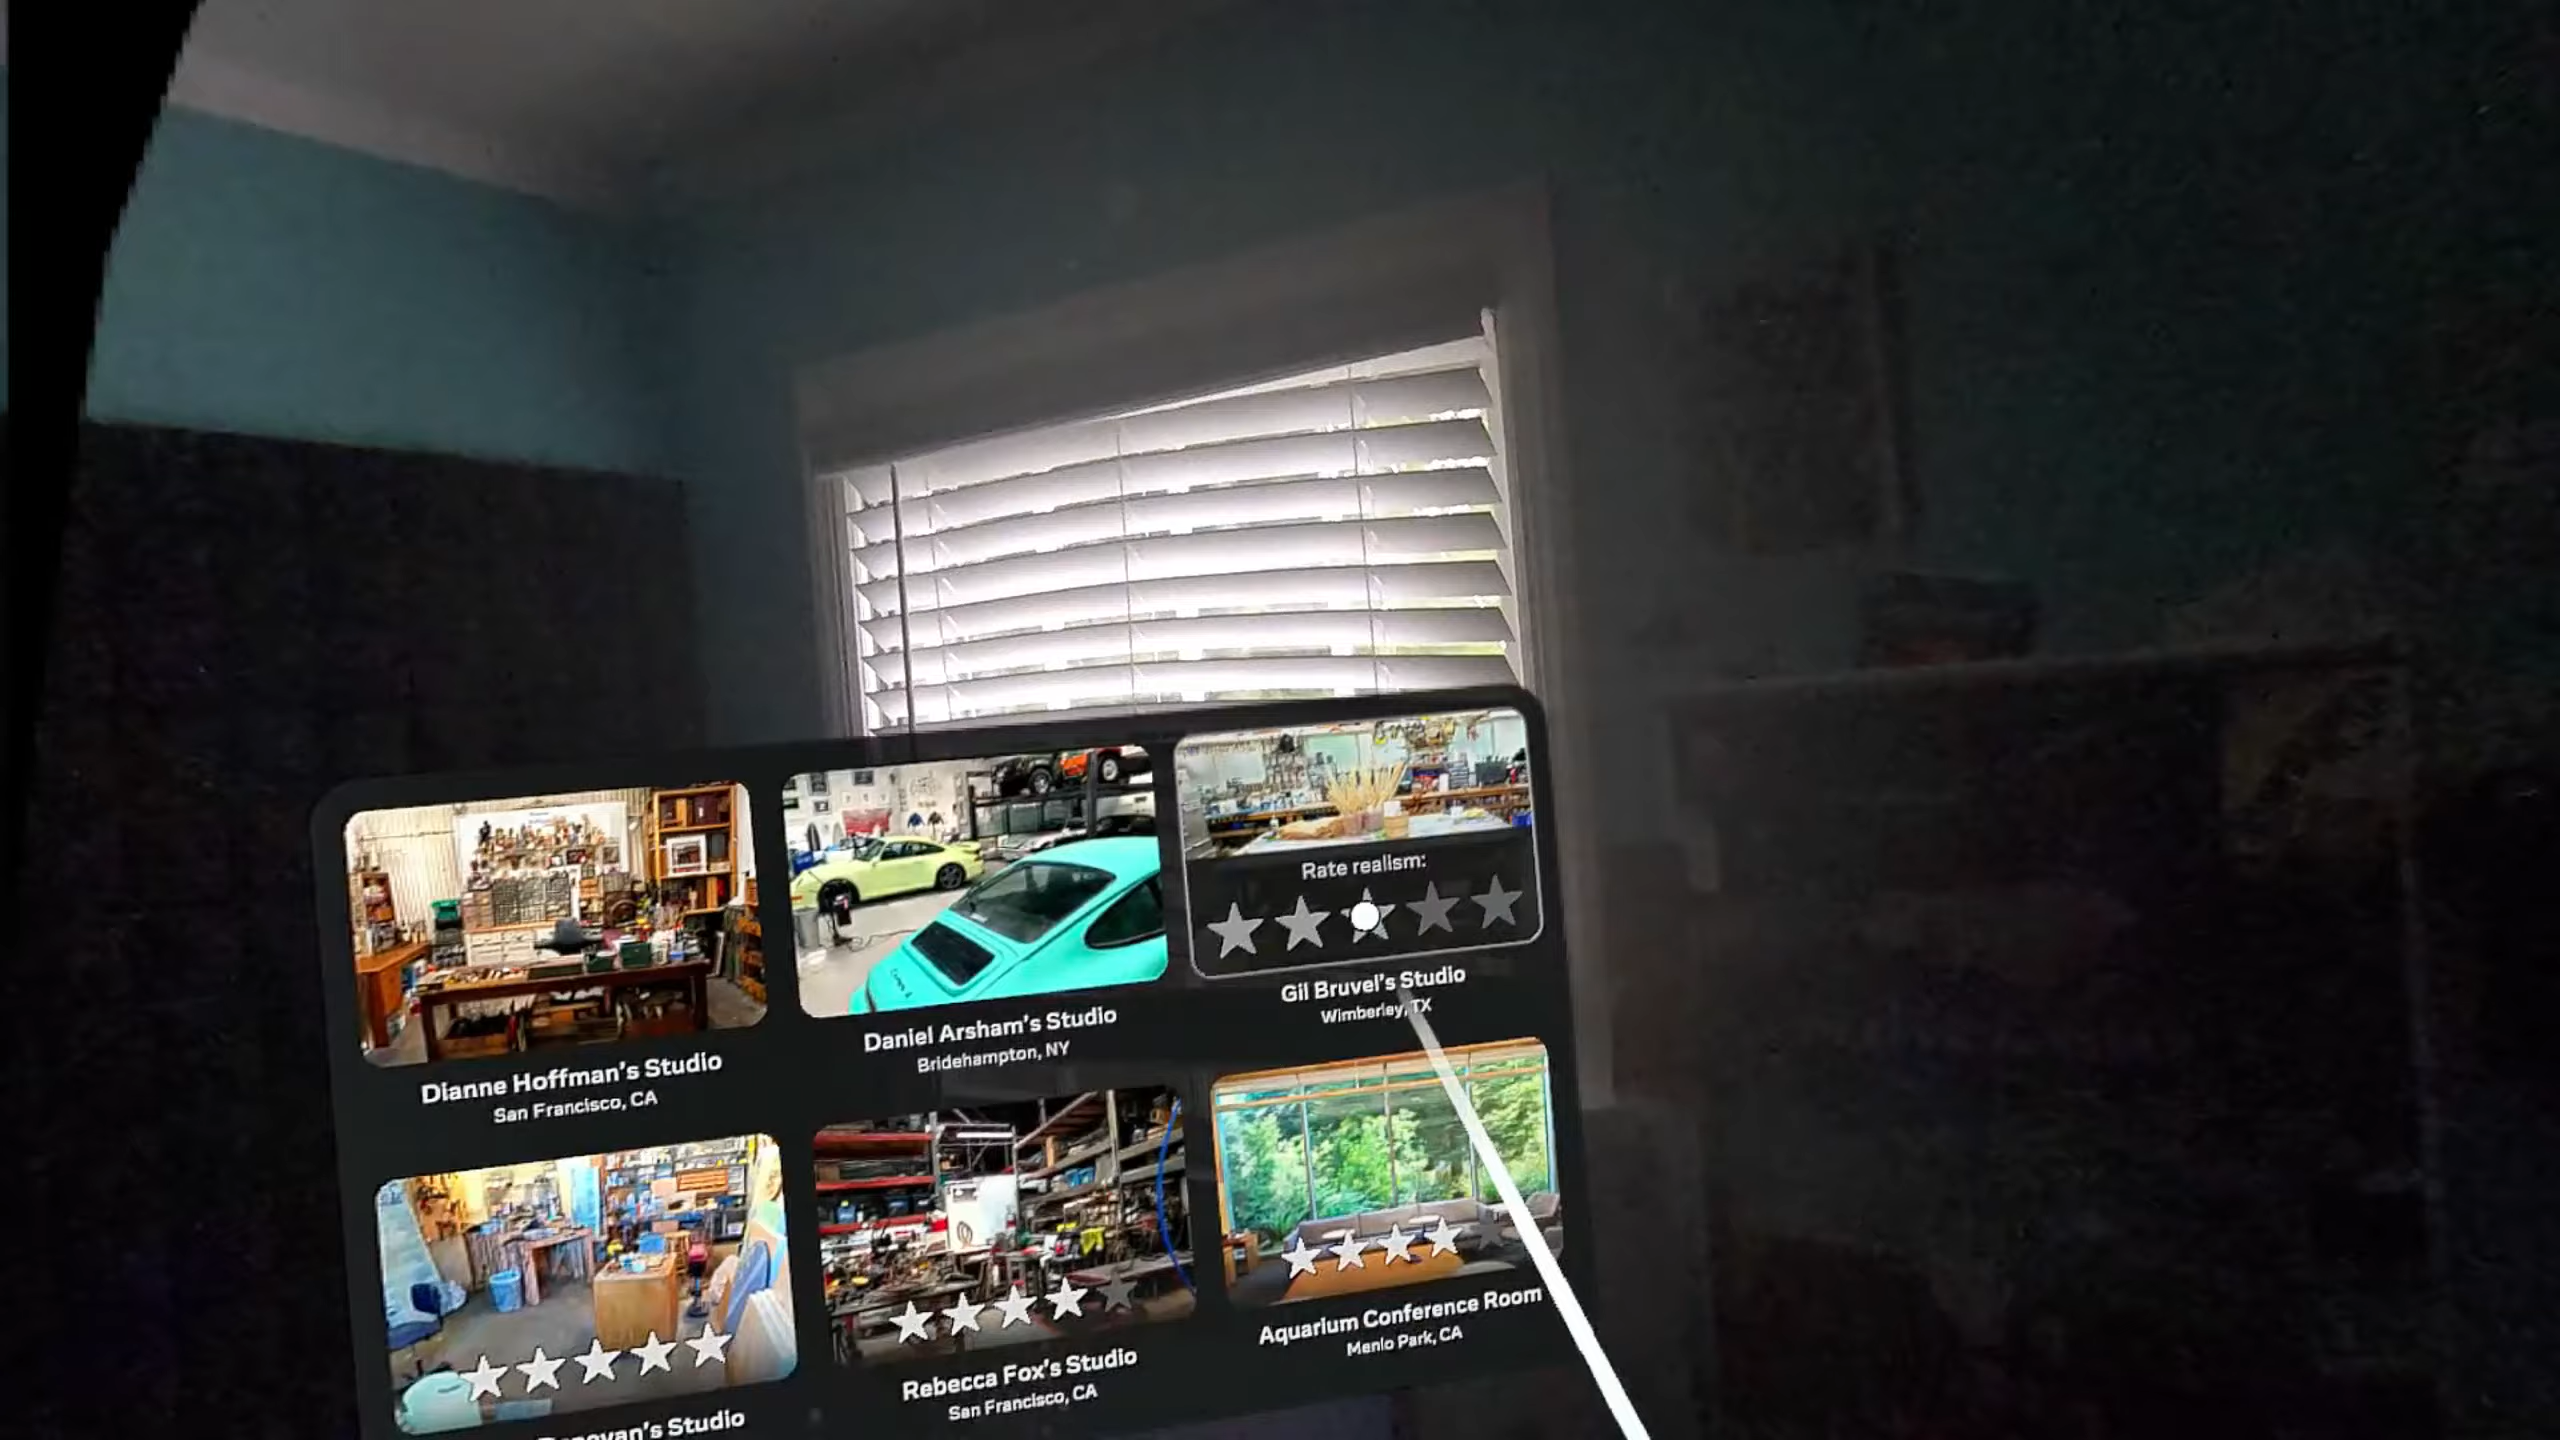 Rate realism:
Gil Bruvel's Studio
Wimberley, TX
Daniel Arsham's Studio
Bridehampton, NY
Dianne Hoffman's Studio
San Francisco, CA
Aquarium Conference Room
Menlo Park, CA
Rebecca Fox's Studio
San Francisco, CA
Studio